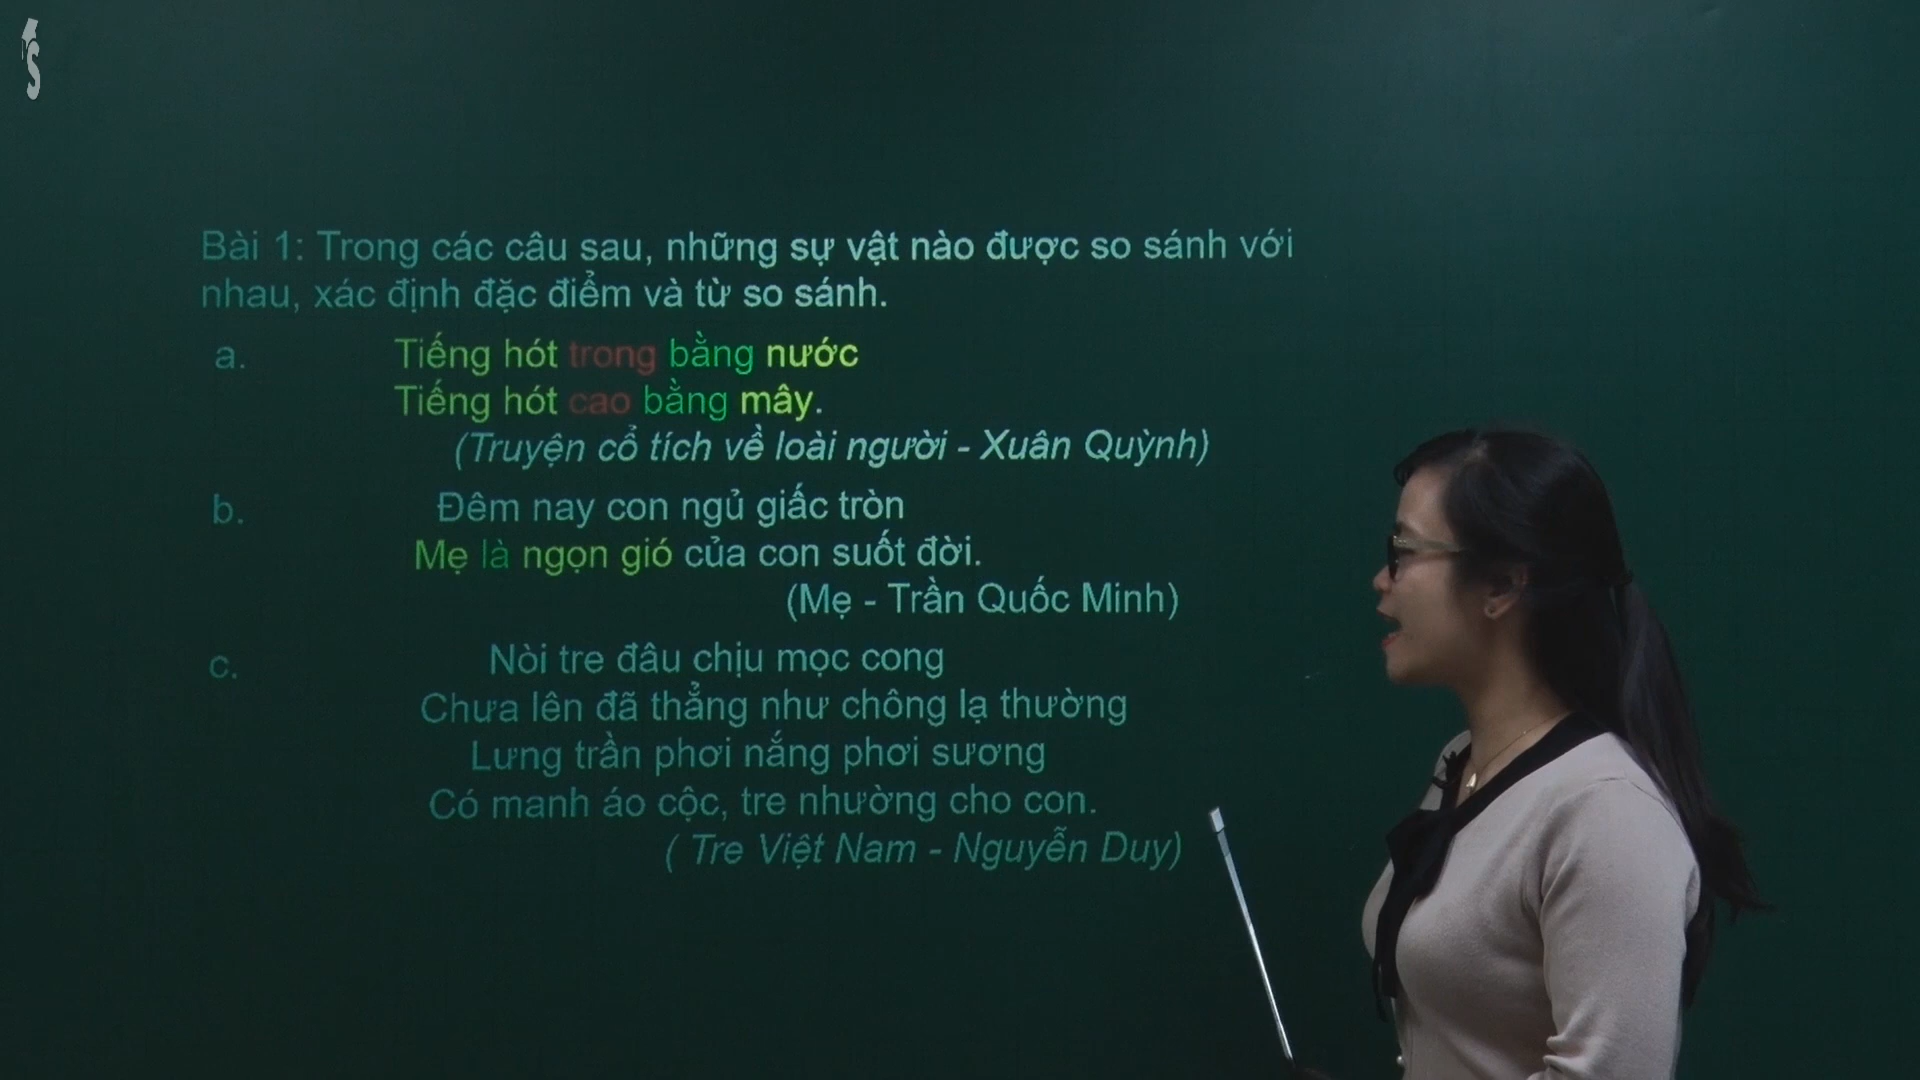 Bài 1: Trong các câu sau, những sự vật nào được so sánh với
nhau, xác định đặc điểm và từ so sánh.
a. Tiếng hót trong bằng nước
Tiếng hót cao bằng mây.
(Truyện cổ tích về loài người - Xuân Quỳnh)
b. Đêm nay con ngủ giấc tròn
Mẹ là ngọn gió của con suốt đời.
(Mẹ - Trần Quốc Minh)
c. Nòi tre đâu chịu mọc cong
Chưa lên đã thẳng như chông lạ thường
Lưng trần phơi nắng phơi sương
Có manh áo cộc, tre nhường cho con.
( Tre Việt Nam - Nguyễn Duy)